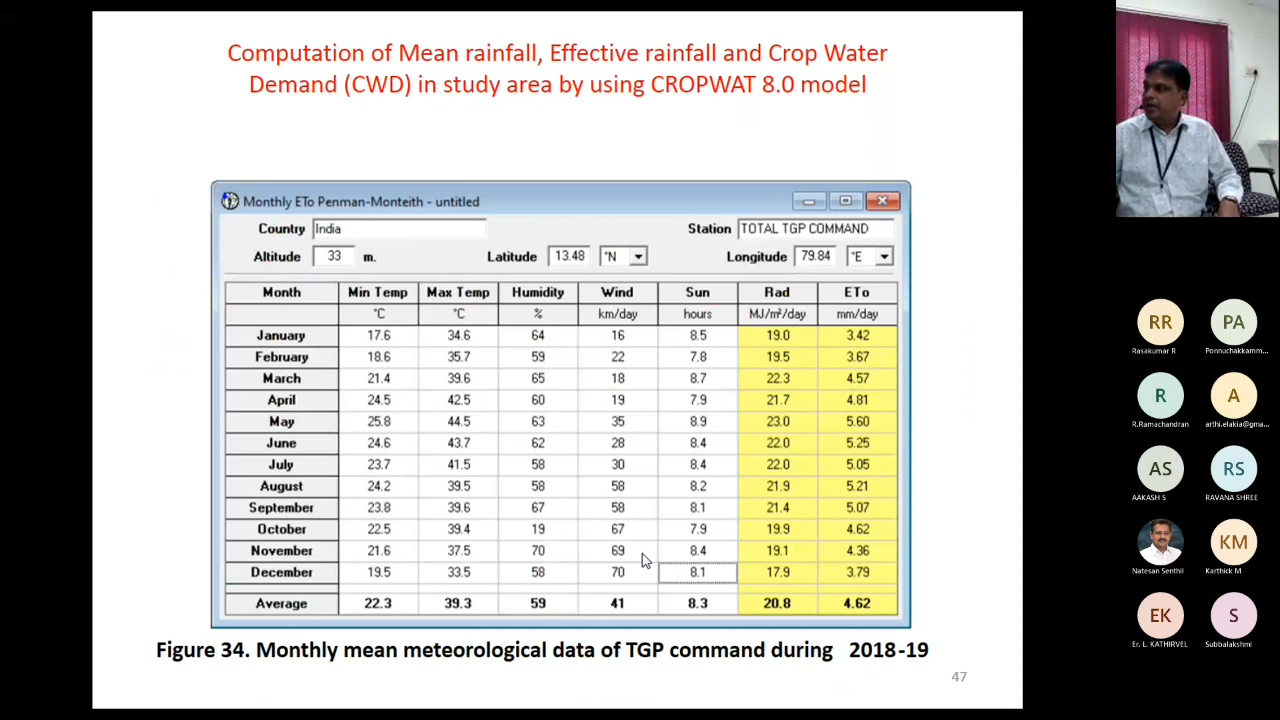 Computation of Mean rainfall, Effective rainfall and Crop Water
Demand (CWD) in study area by using CROPWAT 8.0 model
Monthly ETo Penman-Monteith - untitled
Country India Station TOTAL TGP COMMAND
Altitude 33 m. Latitude 13.48 °N Longitude 79.84 °E
Month Min Temp Max Temp Humidity Wind Sun Rad ETo
°C °C % km/day hours MJ/m²/day mm/day
January 17.6 34.6 64 16 8.5 19.0 3.42
February 18.6 35.7 59 22 7.8 19.5 3.67
March 21.4 39.6 65 18 8.7 22.3 4.57
April 24.5 42.5 60 19 7.9 21.7 4.81
May 25.8 44.5 63 35 8.9 23.0 5.60
June 24.6 43.7 62 28 8.4 22.0 5.25
July 23.7 41.5 58 30 8.4 22.0 5.05
August 24.2 39.5 58 58 8.2 21.9 5.21
September 23.8 39.6 67 58 8.1 21.4 5.07
October 22.5 39.4 19 67 7.9 19.9 4.62
November 21.6 37.5 70 69 8.4 19.1 4.36
December 19.5 33.5 58 70 8.1 17.9 3.79
Average 22.3 39.3 59 41 8.3 20.8 4.62
Figure 34. Monthly mean meteorological data of TGP command during 2018-19
47
RR PA
Rasakumar R Ponnuchakkamm...
R A
R.Ramachandran arthi.elakia@gma...
AS RS
AAKASH S RAVANA SHREE
KM
Natesan Senthil Karthick M
EK S
Er. L. KATHIRVEL Subbalakshmi